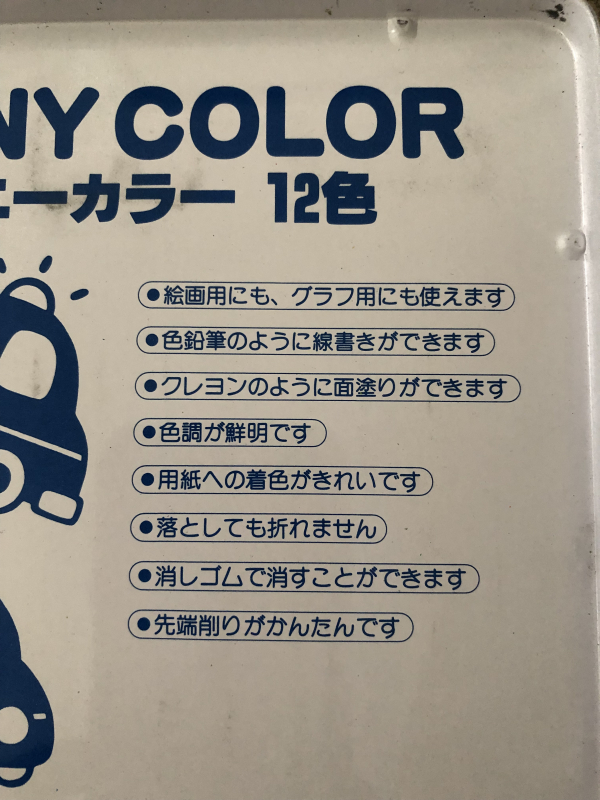 NY COLOR
ニーカラー 12色
●絵画用にも、グラフ用にも使えます
●色鉛筆のように線書きができます
●クレヨンのように面塗りができます
●色調が鮮明です
●用紙への着色がきれいです
●落としても折れません
●消しゴムで消すことができます
●先端削りがかんたんです